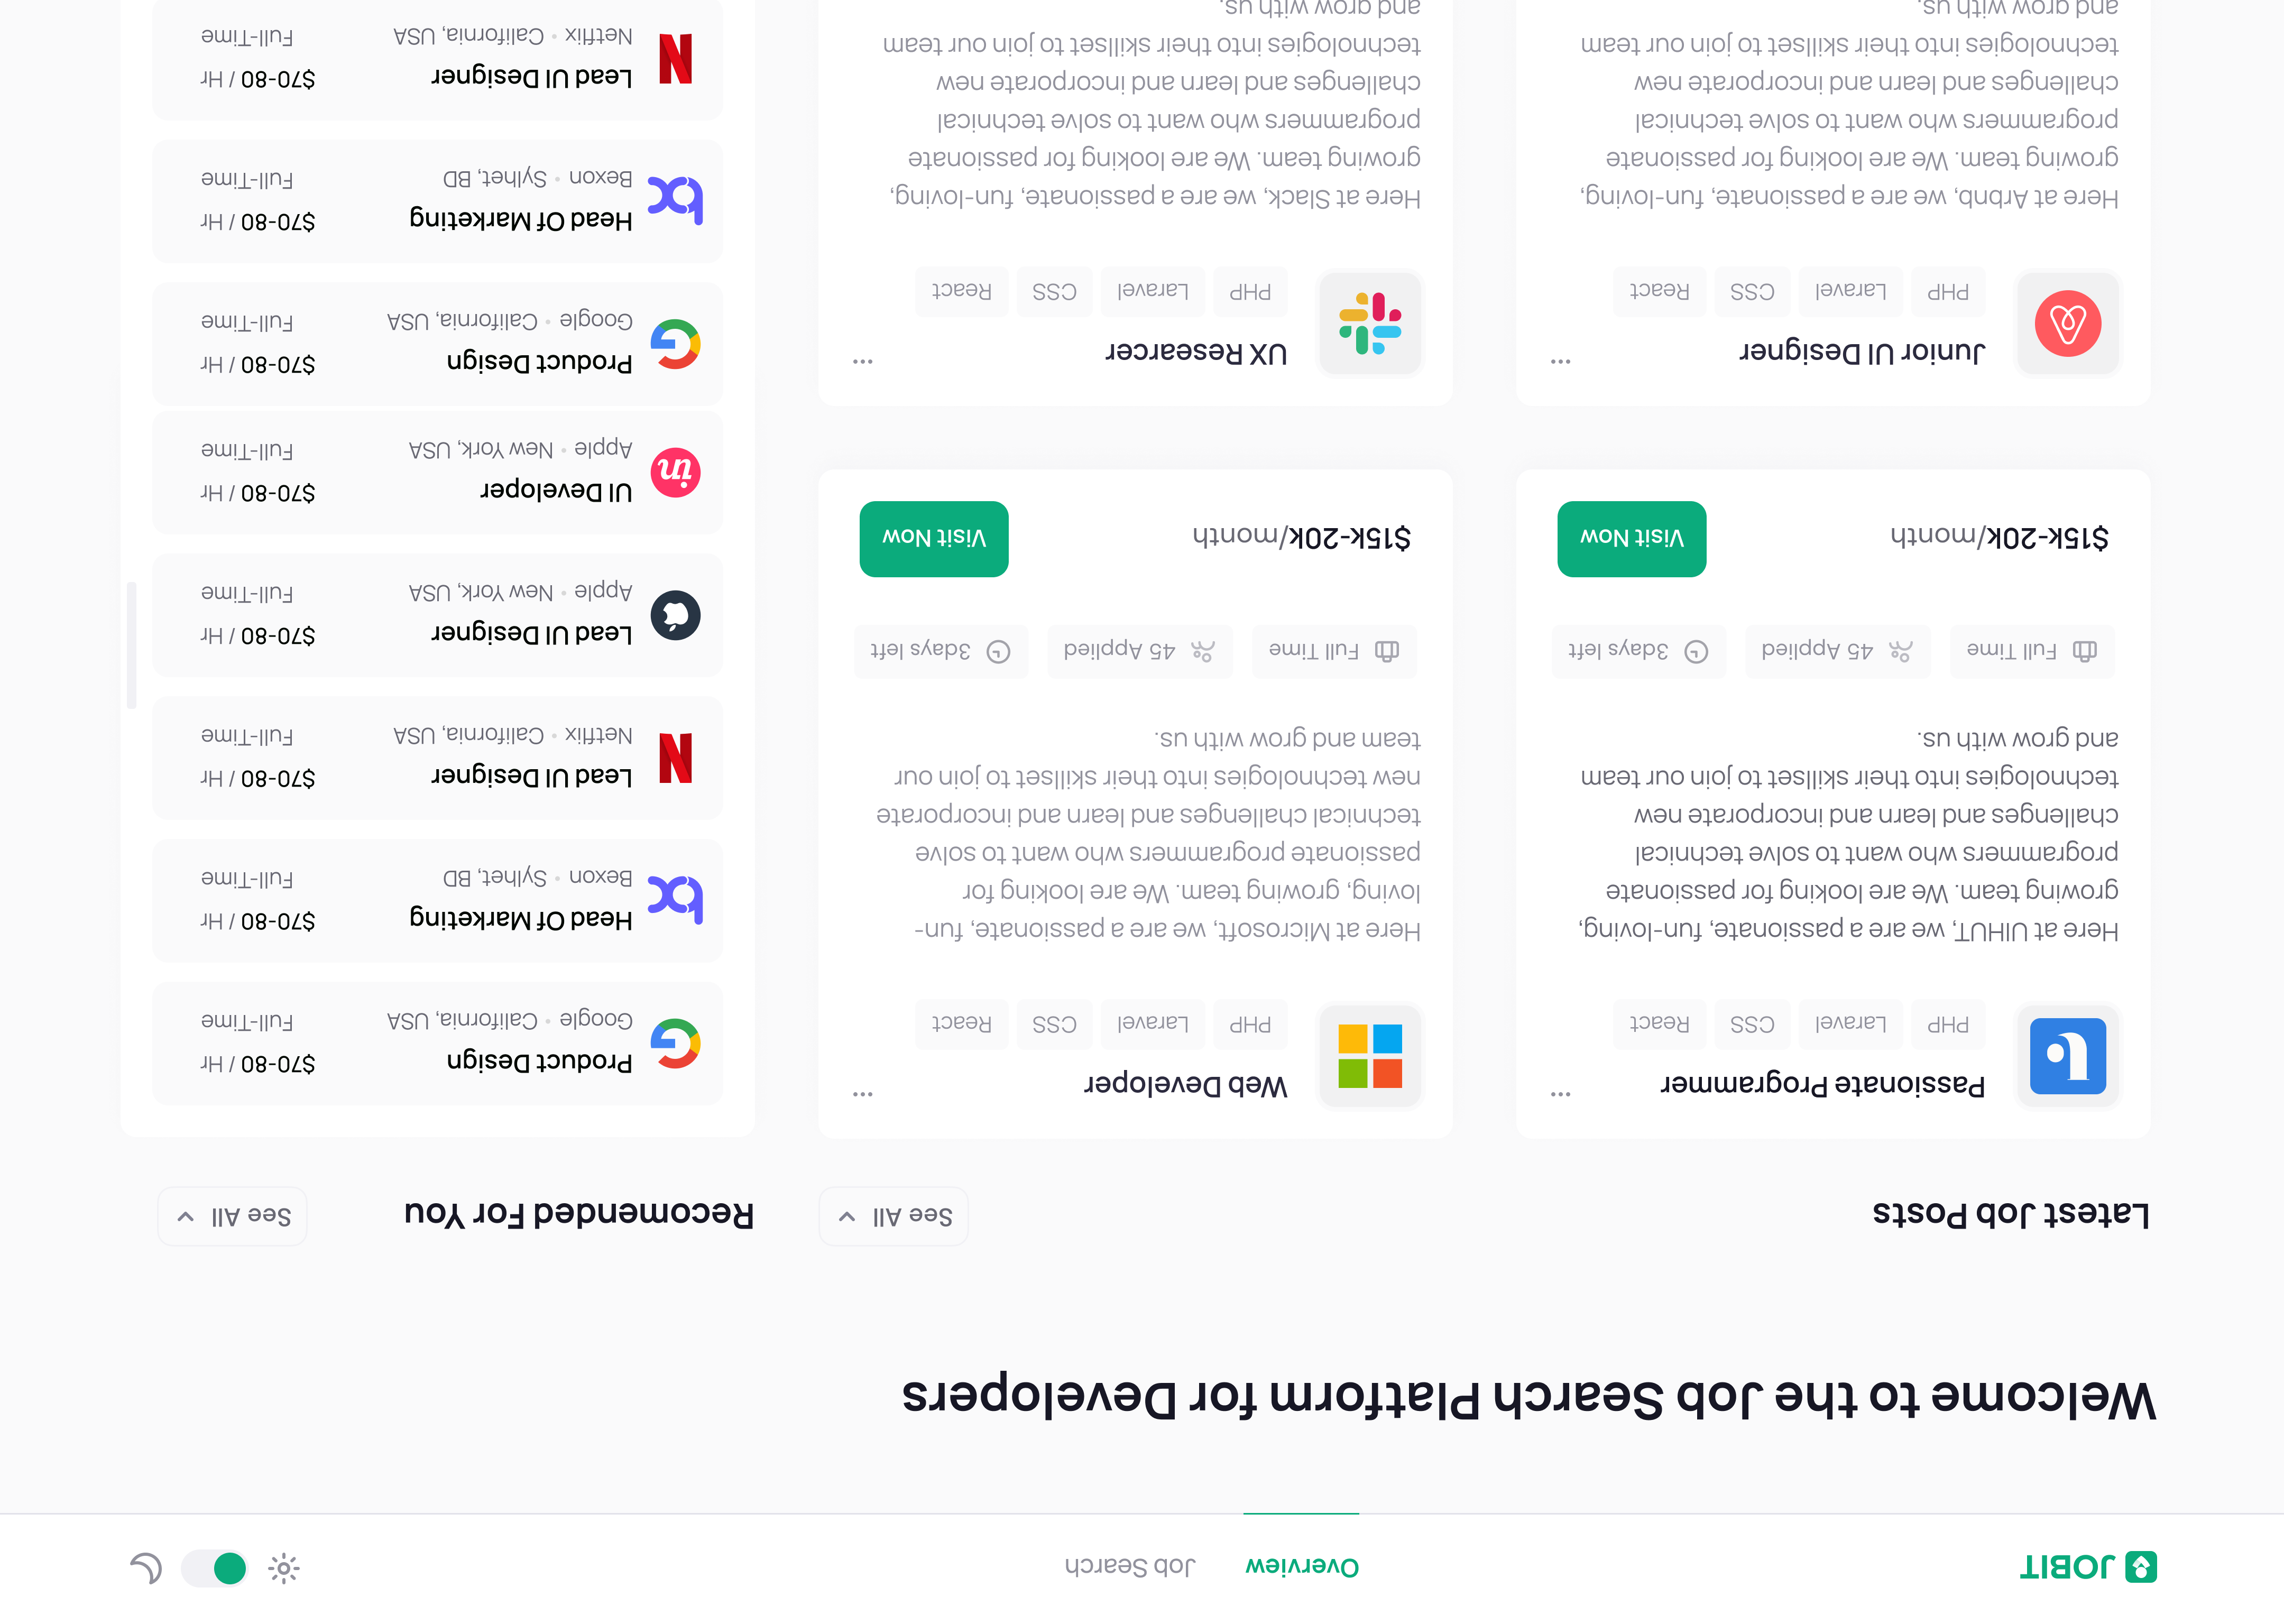 JOBIT
Overview
Job Search
Welcome to the Job Search Platform for Developers
Latest Job Posts
See All
Passionate Programmer
...
PHP
Laravel
CSS
React
Here at UIHUT, we are a passionate, fun-loving,
growing team. We are looking for passionate
programmers who want to solve technical
challenges and learn and incorporate new
technologies into their skillset to join our team
and grow with us.
Full Time
45 Applied
3days left
$15k-20k/month
Visit Now
Web Developer
...
PHP
Laravel
CSS
React
Here at Microsoft, we are a passionate, fun-
loving, growing team. We are looking for
passionate programmers who want to solve
technical challenges and learn and incorporate
new technologies into their skillset to join our
team and grow with us.
Full Time
45 Applied
3days left
$15k-20k/month
Visit Now
Junior UI Designer
...
PHP
Laravel
CSS
React
Here at Arbnb, we are a passionate, fun-loving,
growing team. We are looking for passionate
programmers who want to solve technical
challenges and learn and incorporate new
technologies into their skillset to join our team
and grow with us.
UX Researcer
...
PHP
Laravel
CSS
React
Here at Slack, we are a passionate, fun-loving,
growing team. We are looking for passionate
programmers who want to solve technical
challenges and learn and incorporate new
technologies into their skillset to join our team
and grow with us.
Recomended For You
See All
Product Design
$70-80 / Hr
Google • California, USA
Full-Time
Head Of Marketing
$70-80 / Hr
Bexon • Sylhet, BD
Full-Time
Lead UI Designer
$70-80 / Hr
Netflix • California, USA
Full-Time
Lead UI Designer
$70-80 / Hr
Apple • New York, USA
Full-Time
in
UI Developer
$70-80 / Hr
Apple • New York, USA
Full-Time
Product Design
$70-80 / Hr
Google • California, USA
Full-Time
Head Of Marketing
$70-80 / Hr
Bexon • Sylhet, BD
Full-Time
Lead UI Designer
$70-80 / Hr
Netflix • California, USA
Full-Time